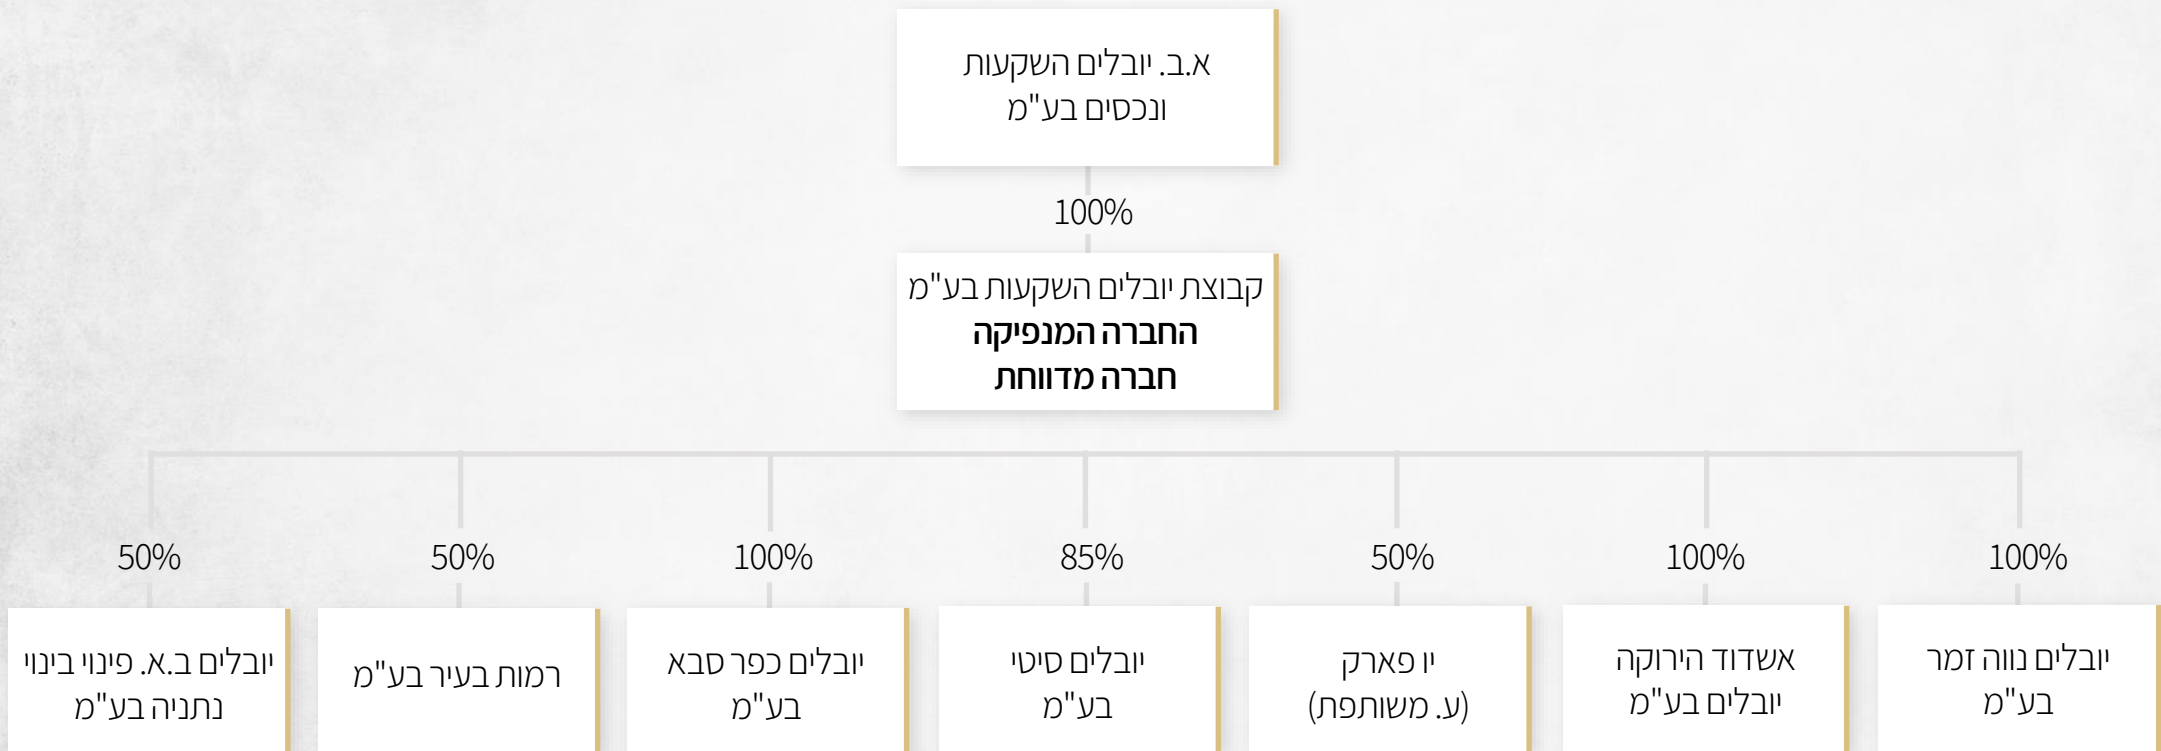 א.ב. יובלים השקעות
ונכסים בע"מ
100%
קבוצת יובלים השקעות בע"מ
החברה המנפיקה
חברה מדווחת
100%
יובלים נווה זמר
בע"מ
100%
אשדוד הירוקה
יובלים בע"מ
50%
יו פארק
(ע. משותפת)
85%
יובלים סיטי
בע"מ
100%
יובלים כפר סבא
בע"מ
50%
רמות בעיר בע"מ
50%
יובלים ב.א. פינוי בינוי
נתניה בע"מ